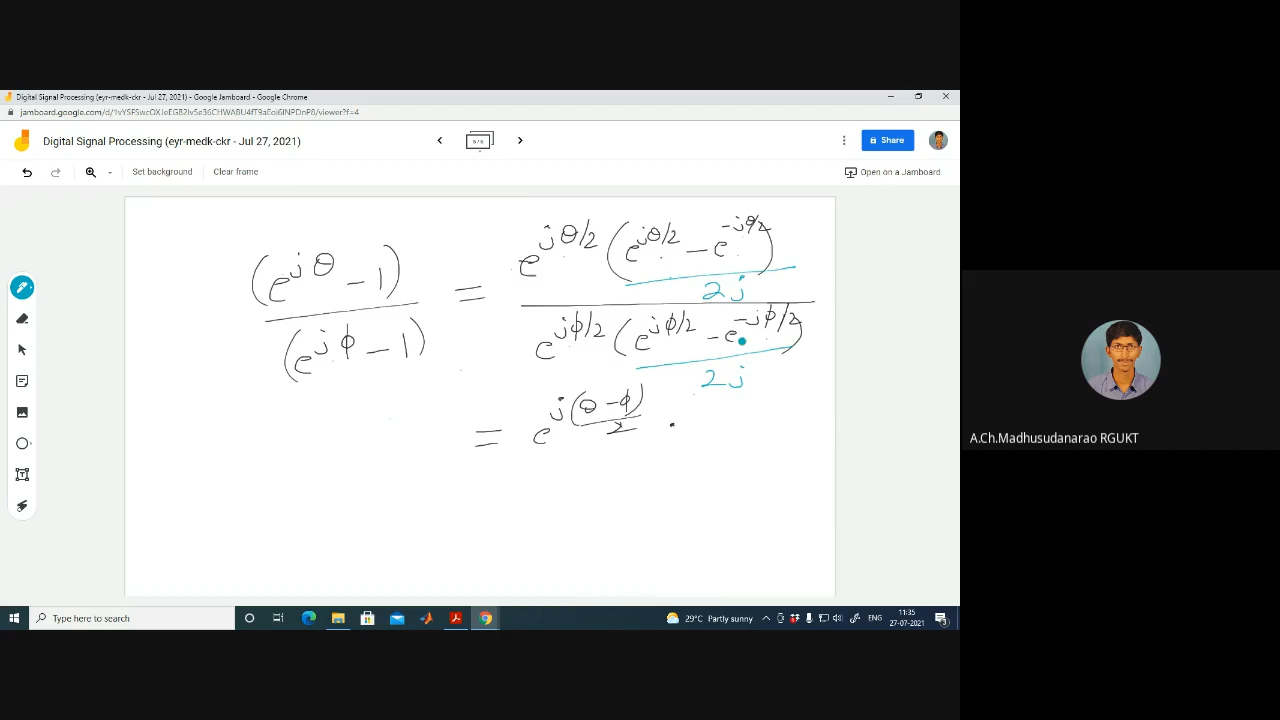 Digital Signal Processing (eyr-medk-ckr - Jul 27, 2021) - Google Jamboard - Google Chrome
Digital Signal Processing (eyr-medk-ckr - Jul 27, 2021)
5 / 5
Share
Set background
Clear frame
Open on a Jamboard
(e^{jθ} - 1) / (e^{jφ} - 1) = e^{jθ/2} (e^{jθ/2} - e^{-jθ/2}) / 2j
e^{jφ/2} (e^{jφ/2} - e^{-jφ/2}) / 2j
= e^{j(θ-φ)/2} .
A.Ch.Madhusudanarao RGUKT
Type here to search
29°C Partly sunny
ENG
11:35
27-07-2021
3